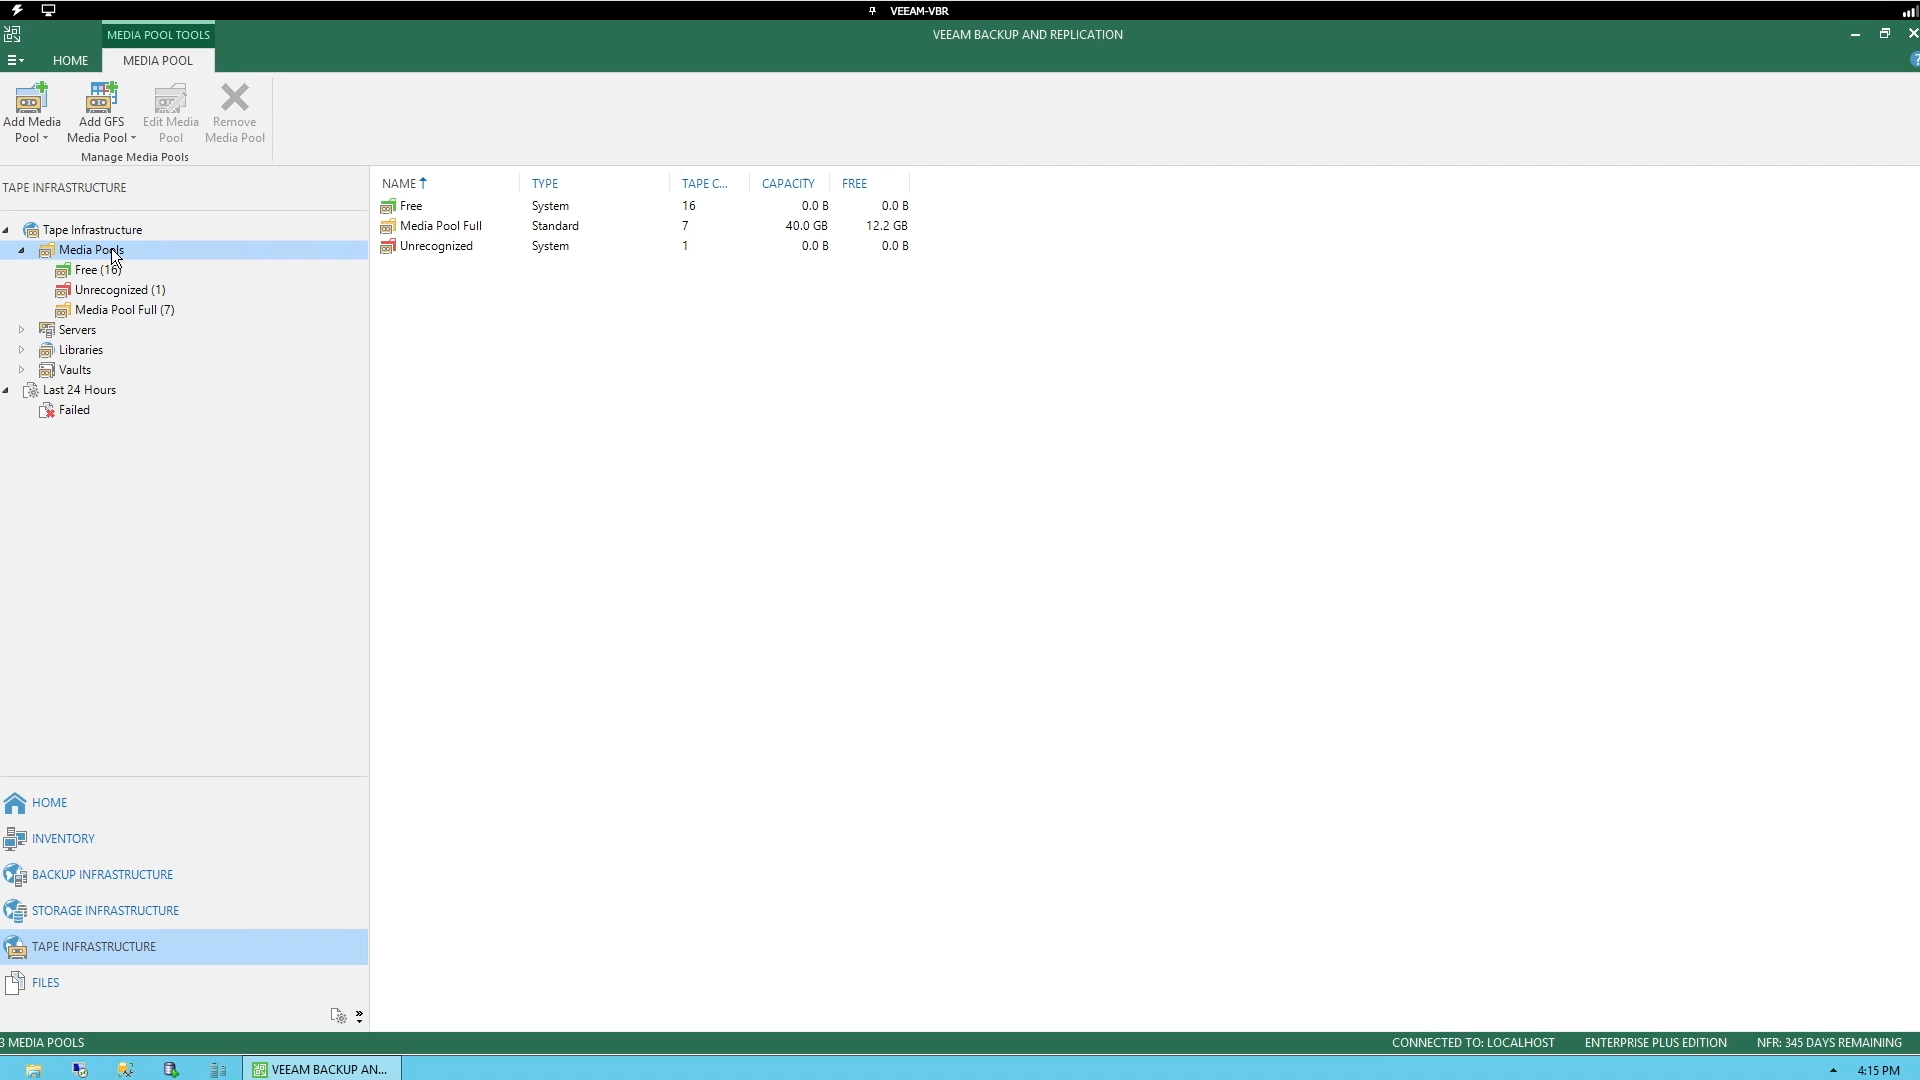 VEEAM-VBR
MEDIA POOL TOOLS
VEEAM BACKUP AND REPLICATION
HOME
MEDIA POOL
Add Media
Pool
Add GFS
Media Pool
Edit Media
Pool
Remove
Media Pool
Manage Media Pools
TAPE INFRASTRUCTURE
Tape Infrastructure
Media Pools
Free (16)
Unrecognized (1)
Media Pool Full (7)
Servers
Libraries
Vaults
Last 24 Hours
Failed
NAME TYPE TAPE C... CAPACITY FREE
Free System 16 0.0 B 0.0 B
Media Pool Full Standard 7 40.0 GB 12.2 GB
Unrecognized System 1 0.0 B 0.0 B
HOME
INVENTORY
BACKUP INFRASTRUCTURE
STORAGE INFRASTRUCTURE
TAPE INFRASTRUCTURE
FILES
3 MEDIA POOLS
CONNECTED TO: LOCALHOST
ENTERPRISE PLUS EDITION
NFR: 345 DAYS REMAINING
VEEAM BACKUP AN...
4:15 PM